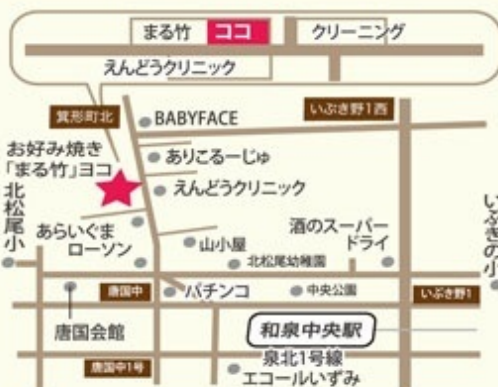 まる竹
ココ
クリーニング
えんどうクリニック
箕形町北
BABYFACE
いぶき野1西
お好み焼き
「まる竹」ヨコ
ありこるーじゅ
えんどうクリニック
北松尾小
いぶきの小
あらいぐま
ローソン
山小屋
酒のスーパー
ドライ
北松尾幼稚園
唐国中
パチンコ
中央公園
いぶき野1
唐国会館
和泉中央駅
唐国中1号
泉北1号線
エコールいずみ